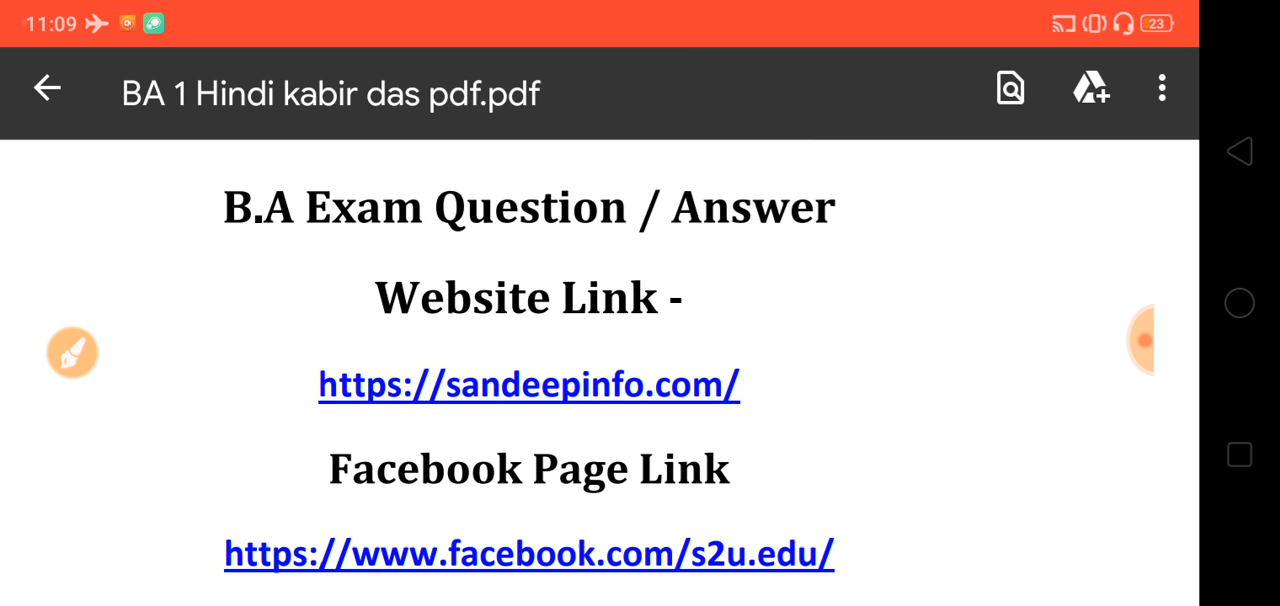 11:09
23
BA 1 Hindi kabir das pdf.pdf
B.A Exam Question / Answer
Website Link -
https://sandeepinfo.com/
Facebook Page Link
https://www.facebook.com/s2u.edu/